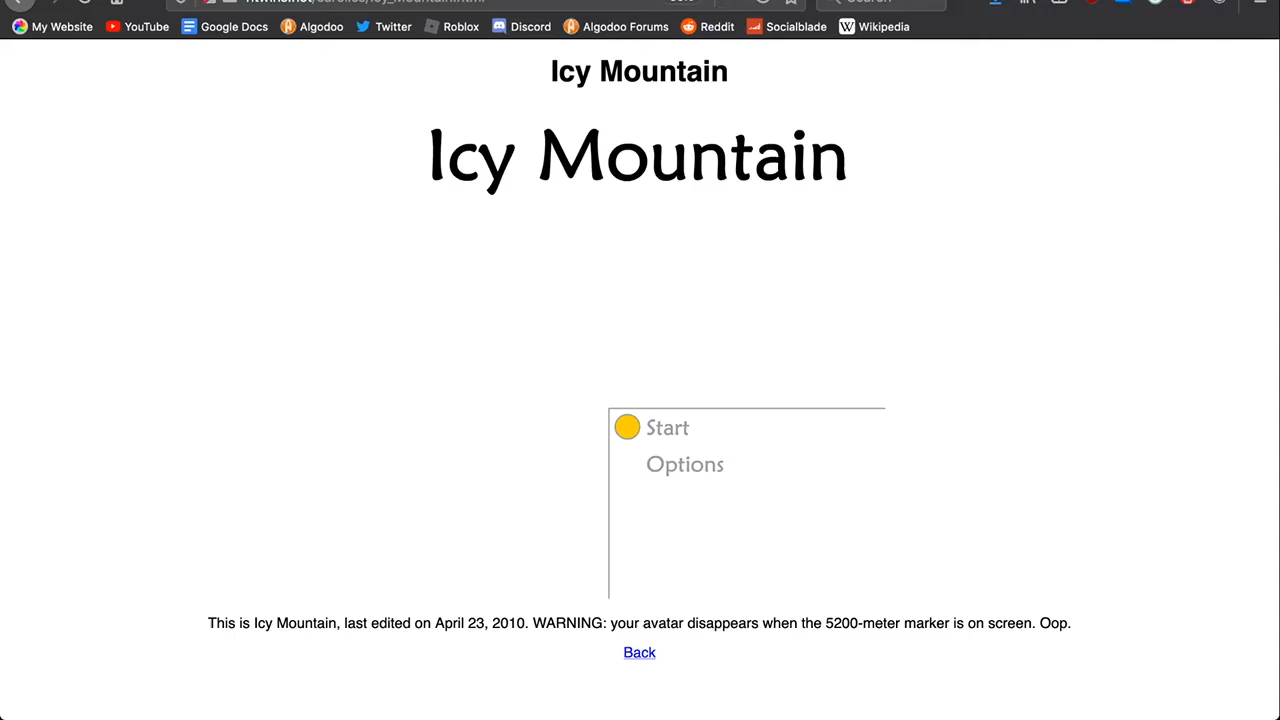 My Website YouTube Google Docs Algodoo Twitter Roblox Discord Algodoo Forums Reddit Socialblade Wikipedia
Icy Mountain
Icy Mountain
Start
Options
This is Icy Mountain, last edited on April 23, 2010. WARNING: your avatar disappears when the 5200-meter marker is on screen. Oop.
Back